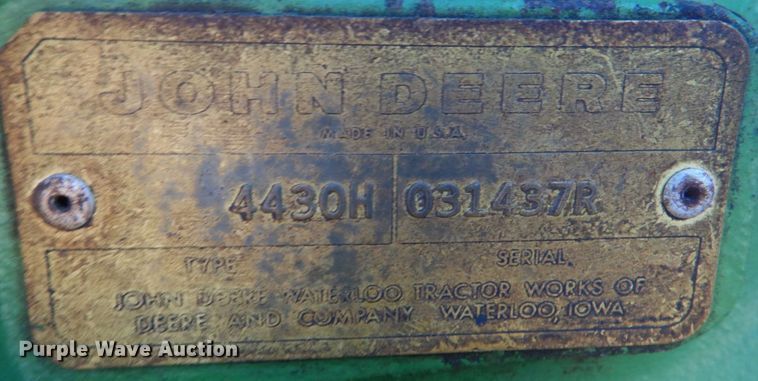 JOHN DEERE
MADE IN U.S.A.
4430H 031437R
TYPE SERIAL
JOHN DEERE WATERLOO TRACTOR WORKS OF
DEERE AND COMPANY WATERLOO, IOWA
Purple Wave Auction